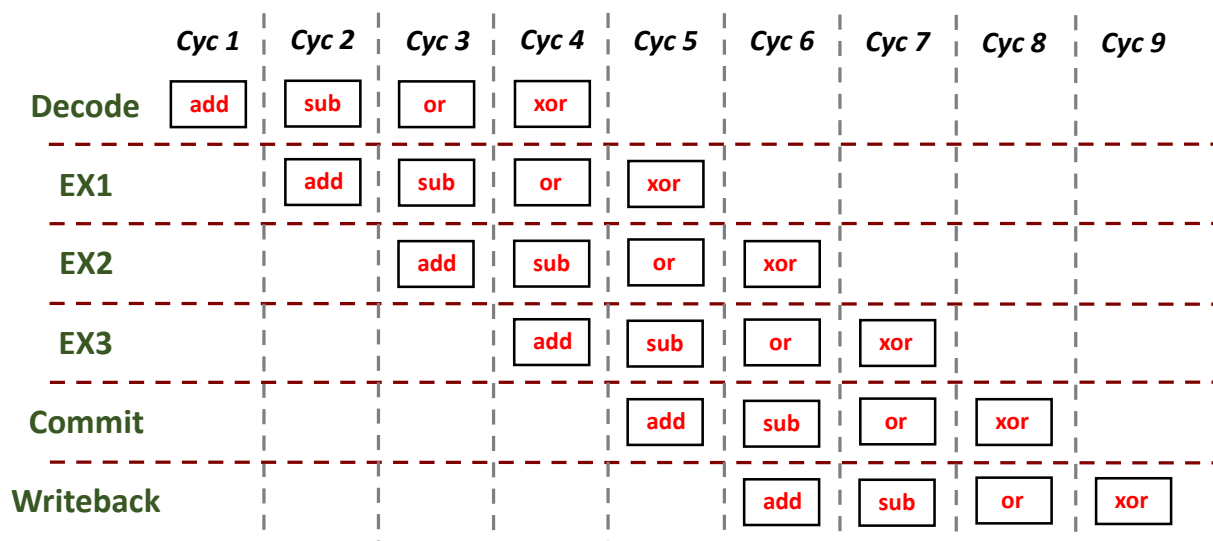 Cyc 1 Cyc 2 Cyc 3 Cyc 4 Cyc 5 Cyc 6 Cyc 7 Cyc 8 Cyc 9
Decode add sub or xor
EX1 add sub or xor
EX2 add sub or xor
EX3 add sub or xor
Commit add sub or xor
Writeback add sub or xor